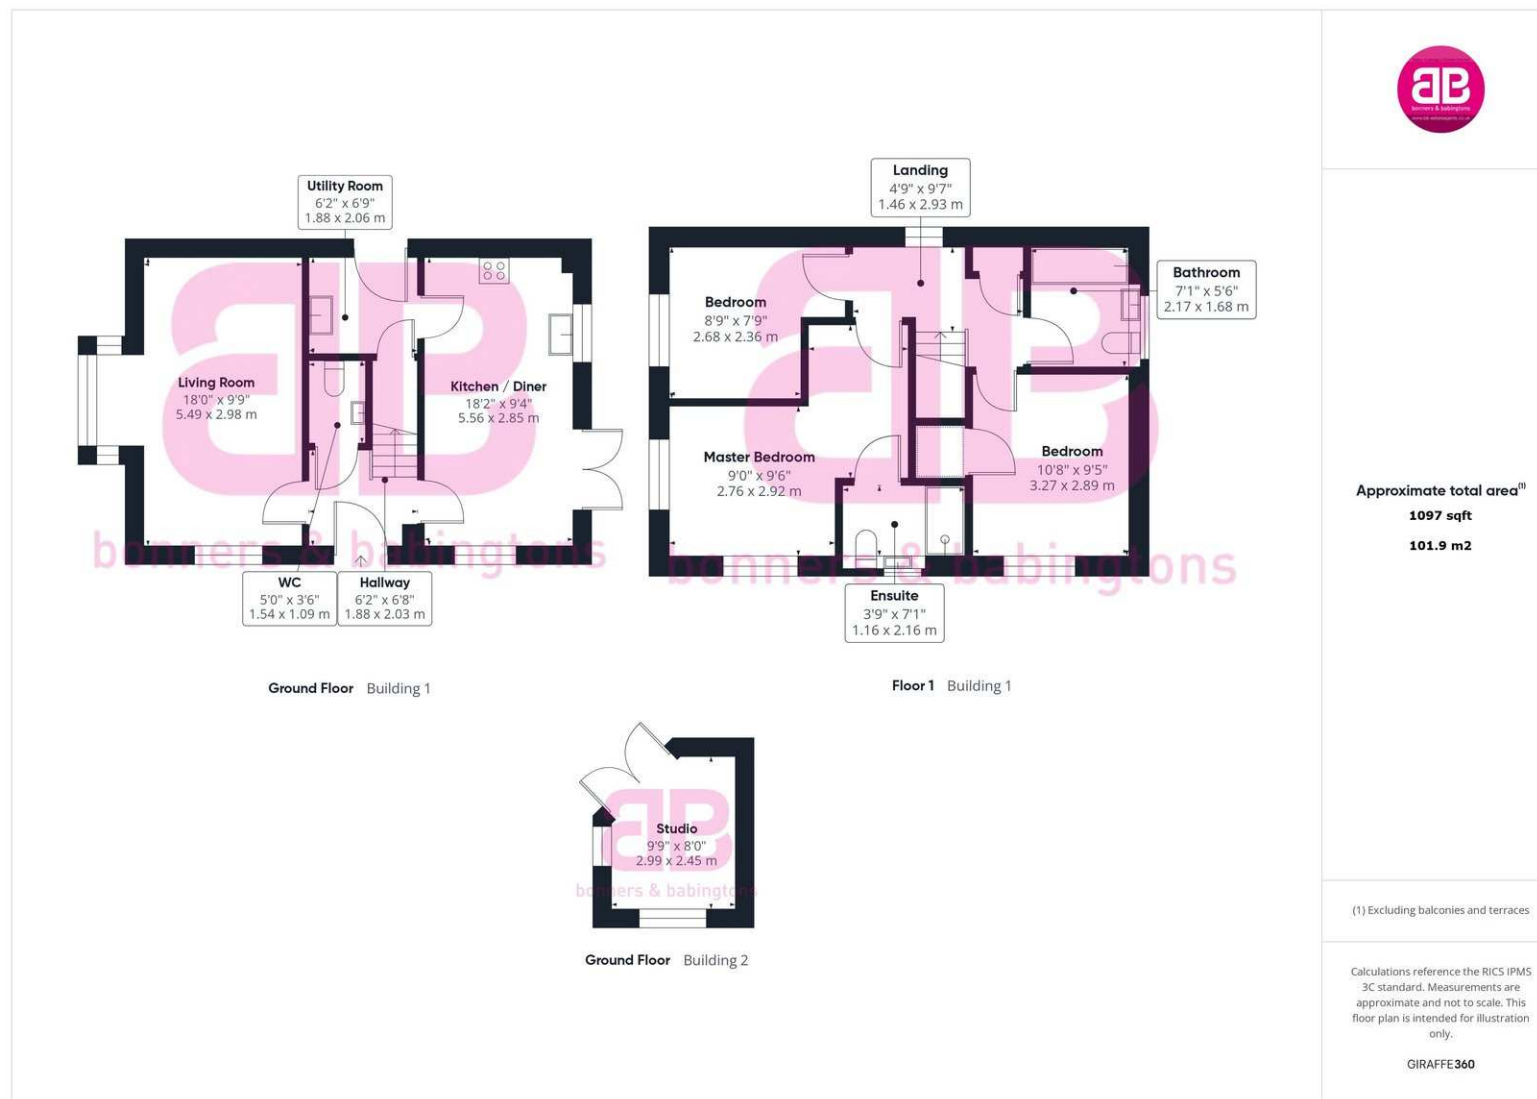 bonners & babingtons
Utility Room
6'2" x 6'9"
1.88 x 2.06 m
Living Room
18'0" x 9'9"
5.49 x 2.98 m
Kitchen / Diner
18'2" x 9'4"
5.56 x 2.85 m
bonners & babingtons
WC
5'0" x 3'6"
1.54 x 1.09 m
Hallway
6'2" x 6'8"
1.88 x 2.03 m
Ground Floor Building 1
Landing
4'9" x 9'7"
1.46 x 2.93 m
Bedroom
8'9" x 7'9"
2.68 x 2.36 m
Bathroom
7'1" x 5'6"
2.17 x 1.68 m
Master Bedroom
9'0" x 9'6"
2.76 x 2.92 m
Bedroom
10'8" x 9'5"
3.27 x 2.89 m
bonners & babingtons
Ensuite
3'9" x 7'1"
1.16 x 2.16 m
Floor 1 Building 1
Studio
9'9" x 8'0"
2.99 x 2.45 m
bonners & babingtons
Ground Floor Building 2
Approximate total area(1)
1097 sqft
101.9 m2
(1) Excluding balconies and terraces
Calculations reference the RICS IPMS
3C standard. Measurements are
approximate and not to scale. This
floor plan is intended for illustration
only.
GIRAFFE360